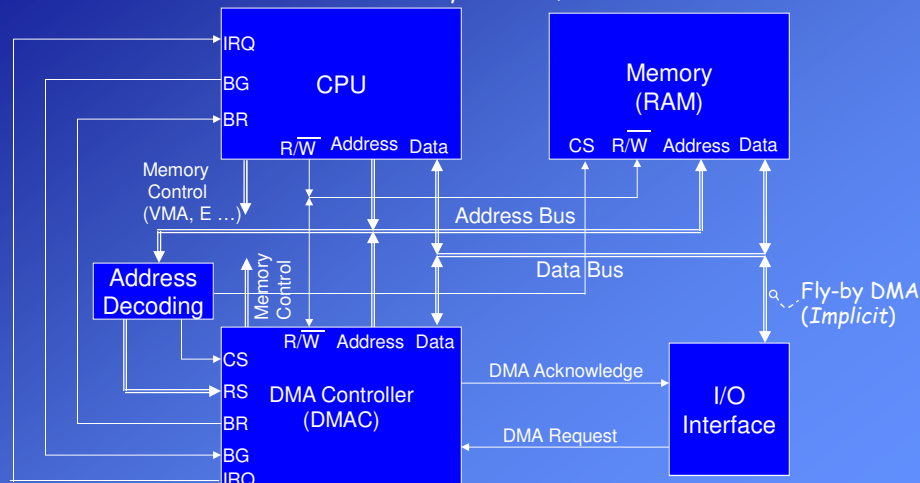 IRQ
BG
BR
CPU
R/W Address Data
Memory
(RAM)
CS R/W Address Data
Memory
Control
(VMA, E ...)
Address Bus
Data Bus
Address
Decoding
Memory
Control
Fly-by DMA
(Implicit)
R/W Address Data
CS
RS
BR
BG
IRQ
DMA Controller
(DMAC)
DMA Acknowledge
DMA Request
I/O
Interface